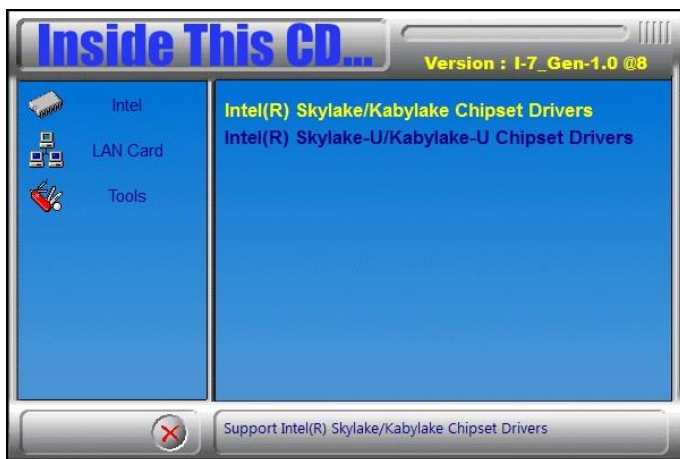 Inside This CD...
Version : I-7_Gen-1.0 @8
Intel
LAN Card
Tools
Intel(R) Skylake/Kabylake Chipset Drivers
Intel(R) Skylake-U/Kabylake-U Chipset Drivers
Support Intel(R) Skylake/Kabylake Chipset Drivers